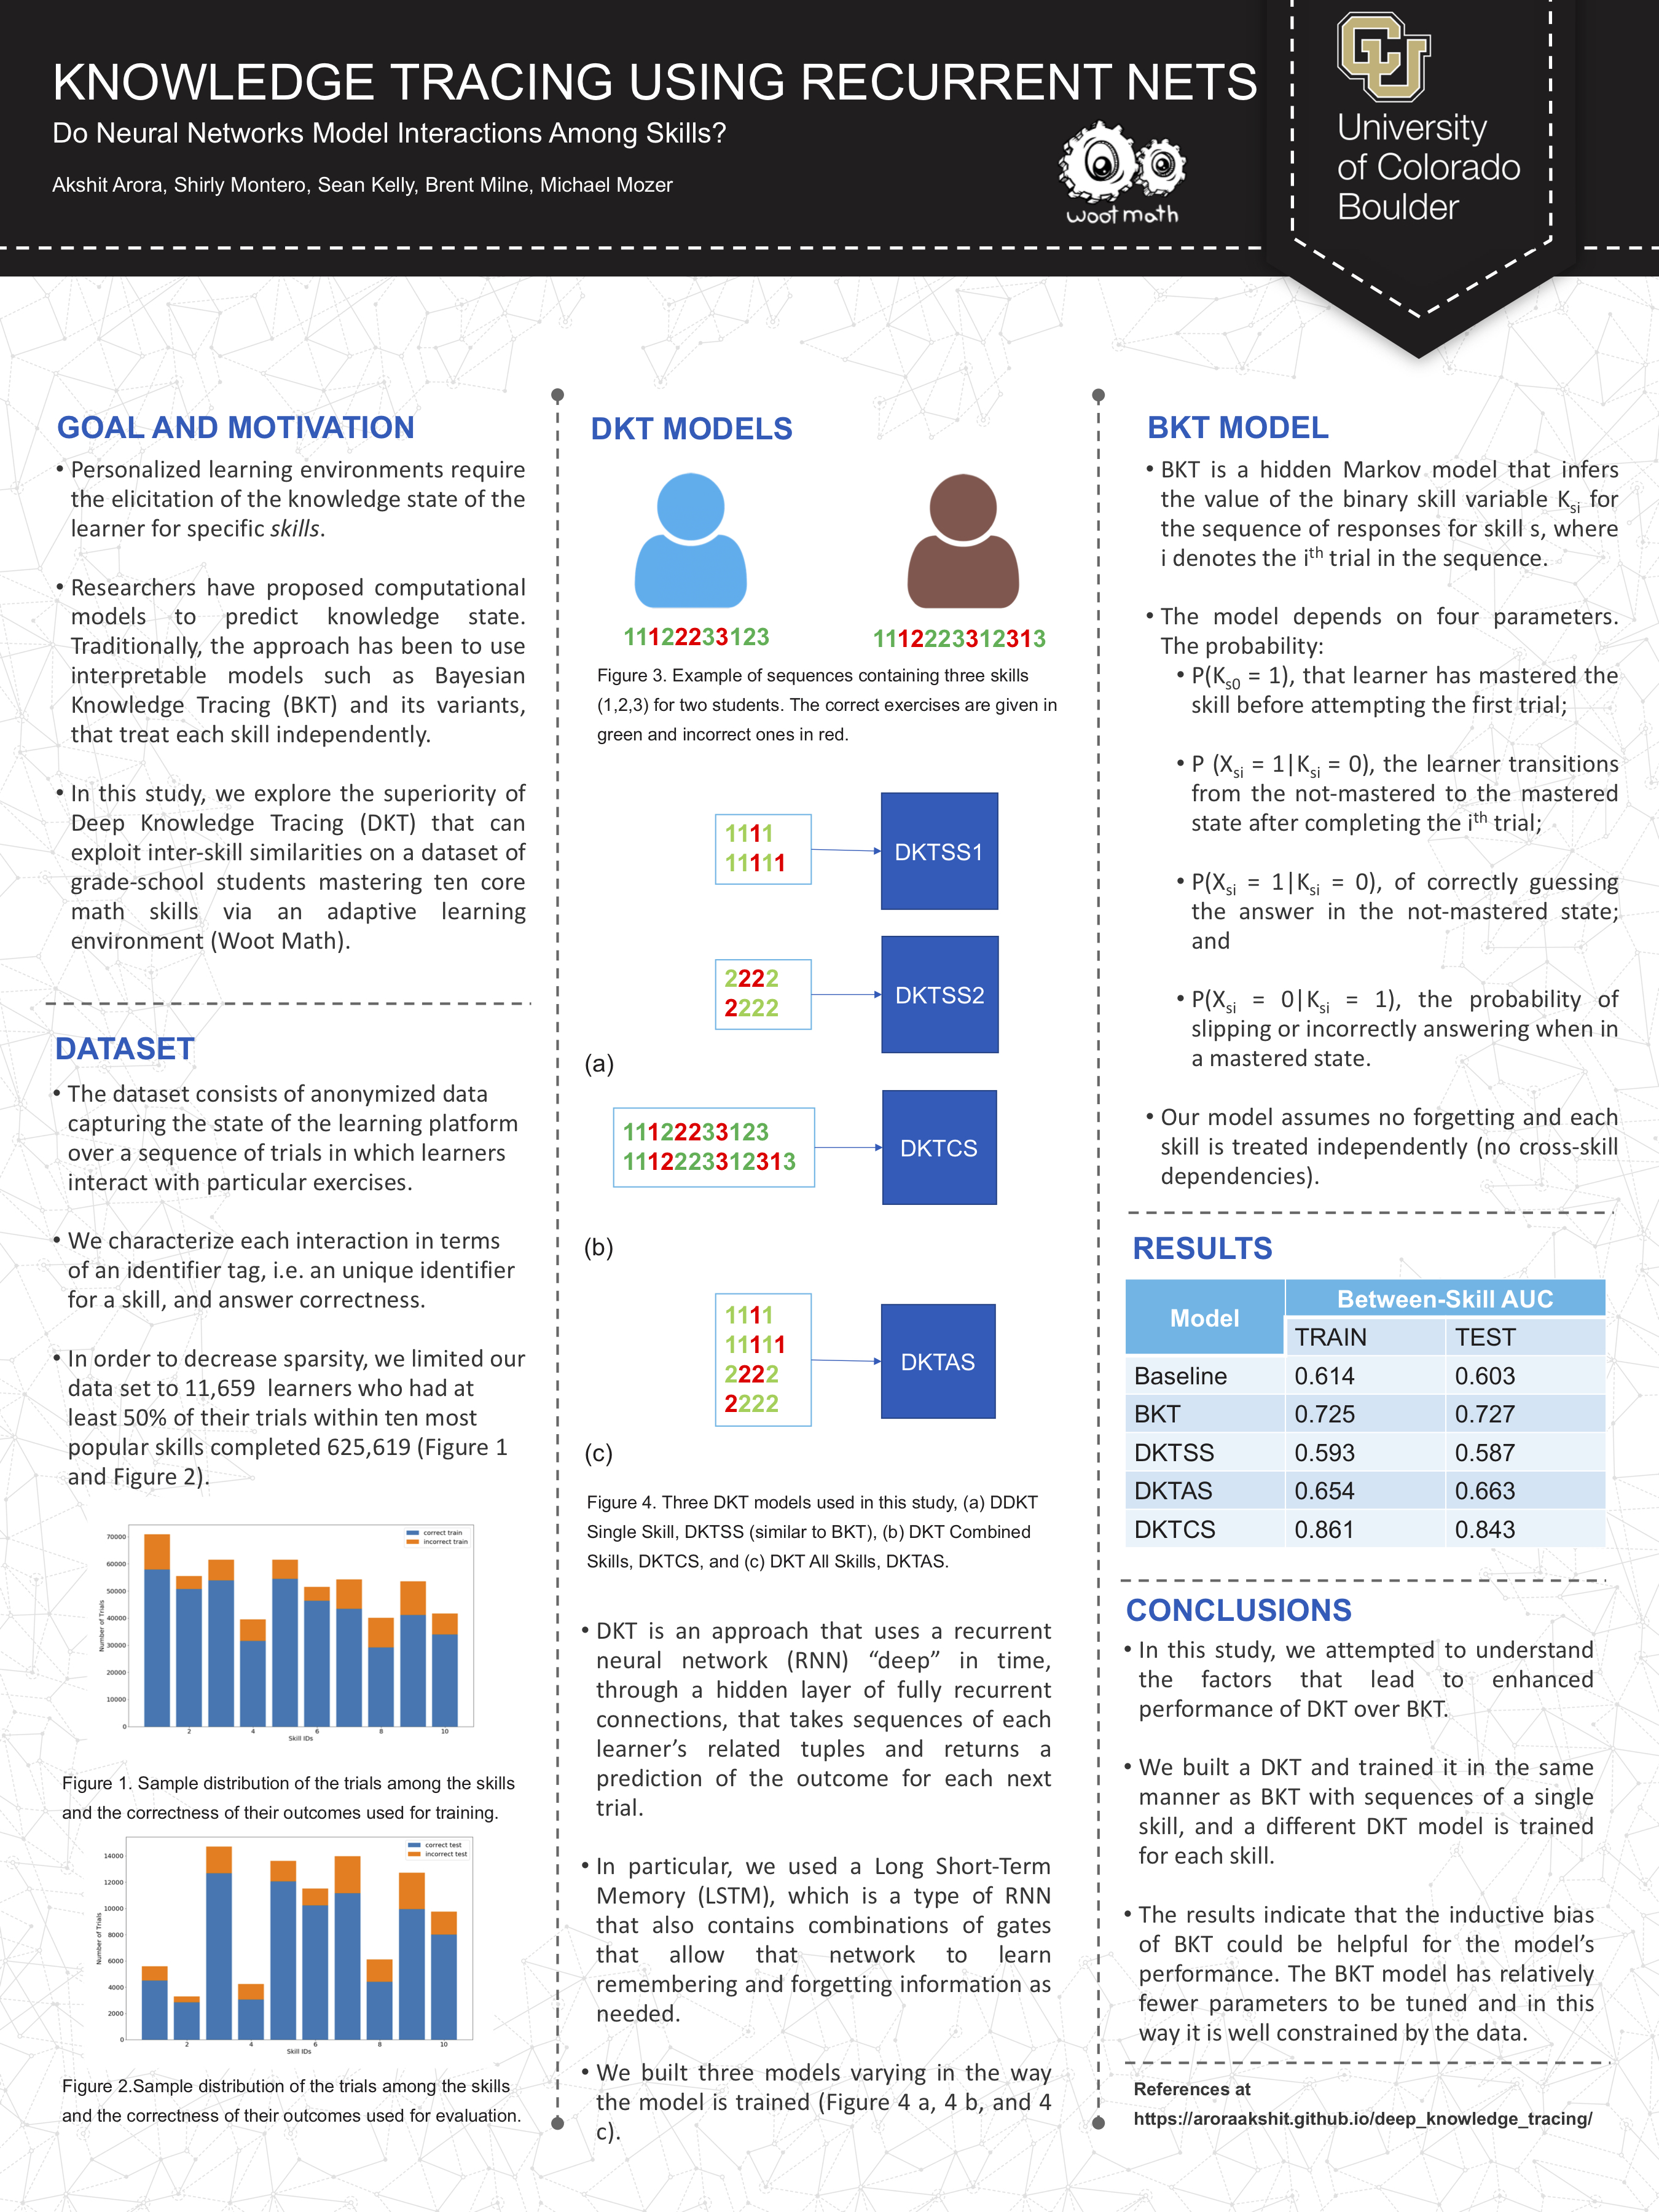 KNOWLEDGE TRACING USING RECURRENT NETS
Do Neural Networks Model Interactions Among Skills?
Akshit Arora, Shirly Montero, Sean Kelly, Brent Milne, Michael Mozer
woot math
CU
University
of Colorado
Boulder
GOAL AND MOTIVATION
• Personalized learning environments require
the elicitation of the knowledge state of the
learner for specific skills.
• Researchers have proposed computational
models to predict knowledge state.
Traditionally, the approach has been to use
interpretable models such as Bayesian
Knowledge Tracing (BKT) and its variants,
that treat each skill independently.
• In this study, we explore the superiority of
Deep Knowledge Tracing (DKT) that can
exploit inter-skill similarities on a dataset of
grade-school students mastering ten core
math skills via an adaptive learning
environment (Woot Math).
DATASET
• The dataset consists of anonymized data
capturing the state of the learning platform
over a sequence of trials in which learners
interact with particular exercises.
• We characterize each interaction in terms
of an identifier tag, i.e. an unique identifier
for a skill, and answer correctness.
• In order to decrease sparsity, we limited our
data set to 11,659 learners who had at
least 50% of their trials within ten most
popular skills completed 625,619 (Figure 1
and Figure 2).
correct train
incorrect train
70000
60000
50000
40000
30000
20000
10000
0
Number of Trials
2 4 6 8 10
Skill IDs
Figure 1. Sample distribution of the trials among the skills
and the correctness of their outcomes used for training.
correct test
incorrect test
14000
12000
10000
8000
6000
4000
2000
0
Number of Trials
2 4 6 8 10
Skill IDs
Figure 2.Sample distribution of the trials among the skills
and the correctness of their outcomes used for evaluation.
DKT MODELS
11122233123 1112223312313
Figure 3. Example of sequences containing three skills
(1,2,3) for two students. The correct exercises are given in
green and incorrect ones in red.
1111
11111
DKTSS1
2222
2222
DKTSS2
(a)
11122233123
1112223312313
DKTCS
(b)
1111
11111
2222
2222
DKTAS
(c)
Figure 4. Three DKT models used in this study, (a) DDKT
Single Skill, DKTSS (similar to BKT), (b) DKT Combined
Skills, DKTCS, and (c) DKT All Skills, DKTAS.
• DKT is an approach that uses a recurrent
neural network (RNN) “deep” in time,
through a hidden layer of fully recurrent
connections, that takes sequences of each
learner’s related tuples and returns a
prediction of the outcome for each next
trial.
• In particular, we used a Long Short-Term
Memory (LSTM), which is a type of RNN
that also contains combinations of gates
that allow that network to learn
remembering and forgetting information as
needed.
• We built three models varying in the way
the model is trained (Figure 4 a, 4 b, and 4
c).
BKT MODEL
• BKT is a hidden Markov model that infers
the value of the binary skill variable Ksi for
the sequence of responses for skill s, where
i denotes the ith trial in the sequence.
• The model depends on four parameters.
The probability:
• P(Ks0 = 1), that learner has mastered the
skill before attempting the first trial;
• P (Xsi = 1|Ksi = 0), the learner transitions
from the not-mastered to the mastered
state after completing the ith trial;
• P(Xsi = 1|Ksi = 0), of correctly guessing
the answer in the not-mastered state;
and
• P(Xsi = 0|Ksi = 1), the probability of
slipping or incorrectly answering when in
a mastered state.
• Our model assumes no forgetting and each
skill is treated independently (no cross-skill
dependencies).
RESULTS
Model Between-Skill AUC
TRAIN TEST
Baseline 0.614 0.603
BKT 0.725 0.727
DKTSS 0.593 0.587
DKTAS 0.654 0.663
DKTCS 0.861 0.843
CONCLUSIONS
• In this study, we attempted to understand
the factors that lead to enhanced
performance of DKT over BKT.
• We built a DKT and trained it in the same
manner as BKT with sequences of a single
skill, and a different DKT model is trained
for each skill.
• The results indicate that the inductive bias
of BKT could be helpful for the model’s
performance. The BKT model has relatively
fewer parameters to be tuned and in this
way it is well constrained by the data.
References at
https://aroraakshit.github.io/deep_knowledge_tracing/